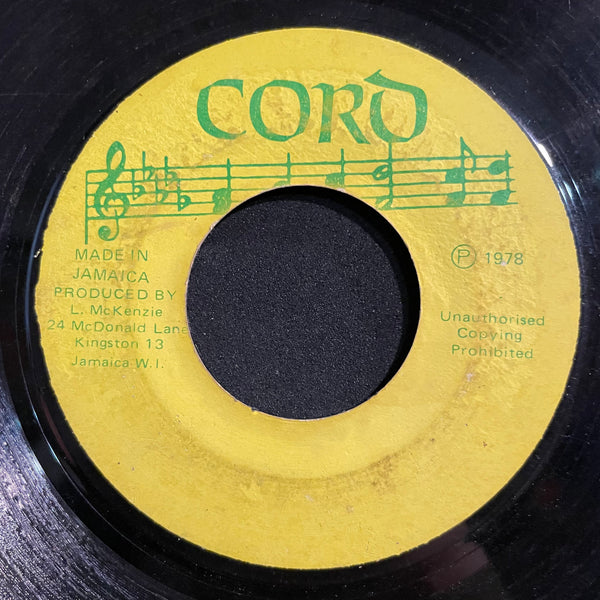 CORD
MADE IN
JAMAICA
PRODUCED BY
L. McKenzie
24 McDonald Lane
Kingston 13
Jamaica W.I.
℗ 1978
Unauthorised
Copying
Prohibited